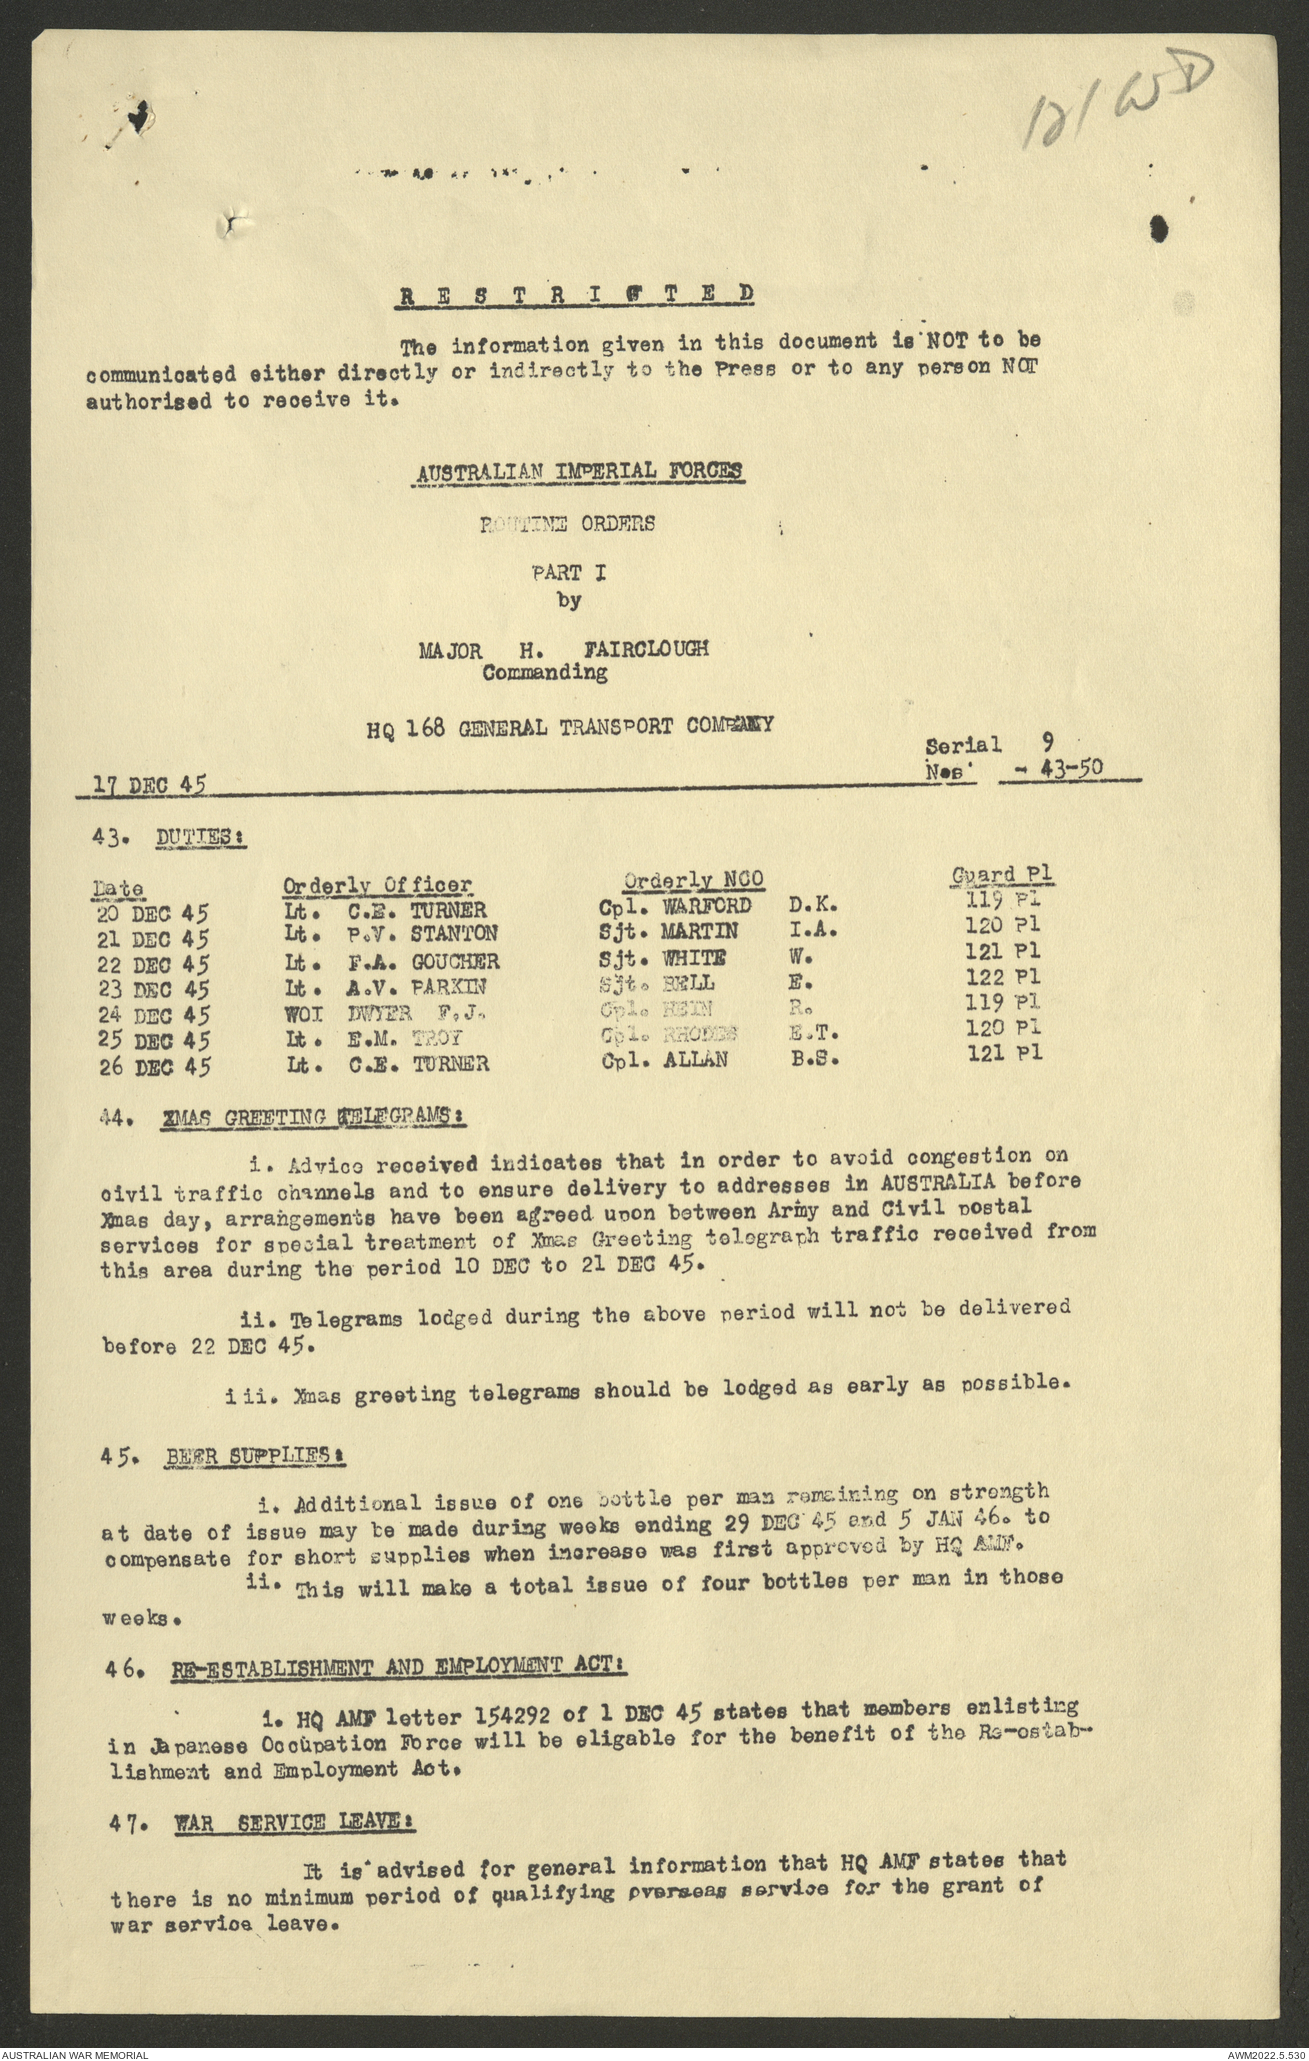 R E S T R I C T E D
The information given in this document is NOT to be
communicated either directly or indirectly to the Press or to any person NOT
authorised to receive it.
AUSTRALIAN IMPERIAL FORCES
ROUTINE ORDERS
PART I
by
MAJOR H. FAIRCLOUGH
Commanding
HQ 168 GENERAL TRANSPORT COMPANY
Serial 9
Nos - 43-50
17 DEC 45
43. DUTIES:
Date Orderly Officer Orderly NCO Guard Pl
20 DEC 45 Lt. C.E. TURNER Cpl. WARFORD D.K. 119 Pl
21 DEC 45 Lt. P.V. STANTON Sjt. MARTIN I.A. 120 Pl
22 DEC 45 Lt. F.A. GOUCHER Sjt. WHITE W. 121 Pl
23 DEC 45 Lt. A.V. PARKIN Sjt. BELL E. 122 Pl
24 DEC 45 WOI DWYER F.J. Cpl. HEIN R. 119 Pl
25 DEC 45 Lt. E.M. TROY Cpl. RHODES E.T. 120 Pl
26 DEC 45 Lt. C.E. TURNER Cpl. ALLAN B.S. 121 Pl
44. XMAS GREETING TELEGRAMS:
i. Advice received indicates that in order to avoid congestion on
civil traffic channels and to ensure delivery to addresses in AUSTRALIA before
Xmas day, arrangements have been agreed upon between Army and Civil postal
services for special treatment of Xmas Greeting telegraph traffic received from
this area during the period 10 DEC to 21 DEC 45.
ii. Telegrams lodged during the above period will not be delivered
before 22 DEC 45.
iii. Xmas greeting telegrams should be lodged as early as possible.
45. BEER SUPPLIES:
i. Additional issue of one bottle per man remaining on strength
at date of issue may be made during weeks ending 29 DEC 45 and 5 JAN 46. to
compensate for short supplies when increase was first approved by HQ AMF.
ii. This will make a total issue of four bottles per man in those
weeks.
46. RE-ESTABLISHMENT AND EMPLOYMENT ACT:
i. HQ AMF letter 154292 of 1 DEC 45 states that members enlisting
in Japanese Occupation Force will be eligable for the benefit of the Re-estab-
lishment and Employment Act.
47. WAR SERVICE LEAVE:
It is advised for general information that HQ AMF states that
there is no minimum period of qualifying overseas service for the grant of
war service leave.
AUSTRALIAN WAR MEMORIAL
AWM2022.5.530